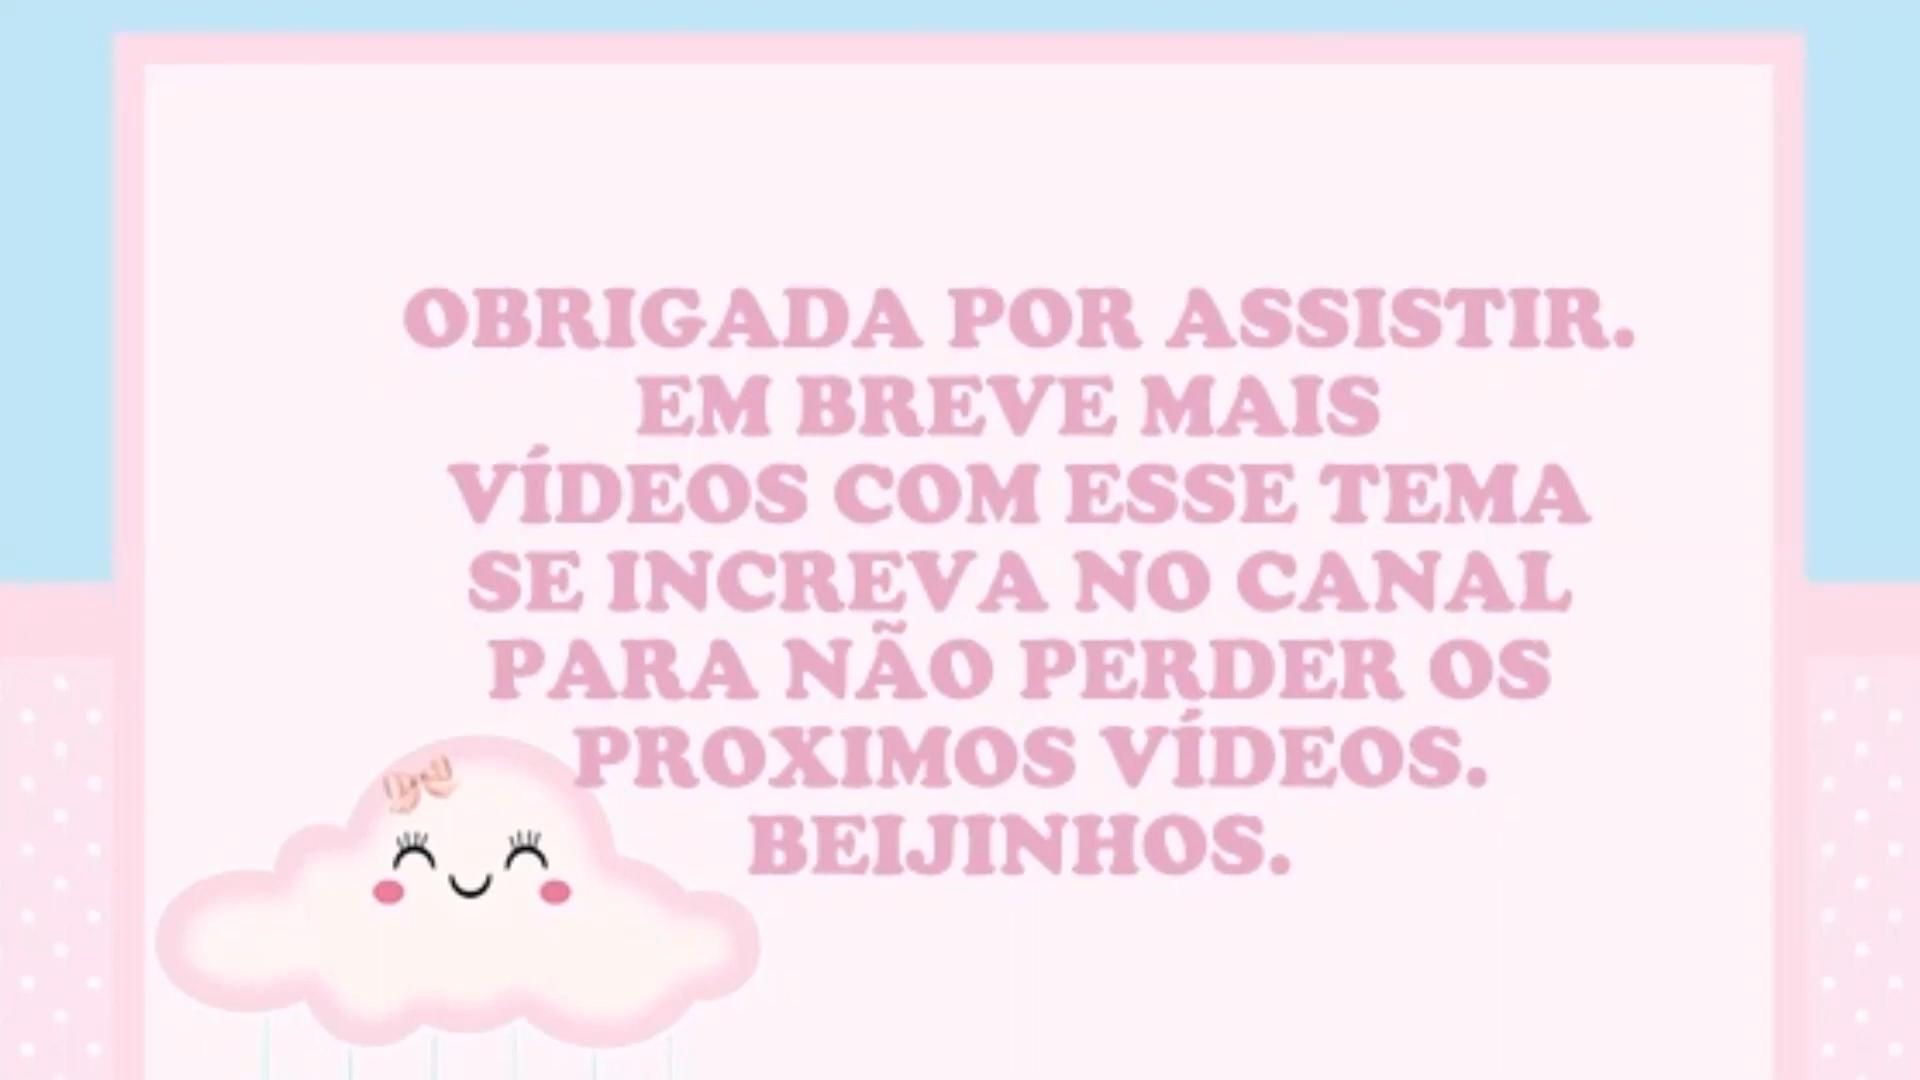 OBRIGADA POR ASSISTIR.
EM BREVE MAIS
VÍDEOS COM ESSE TEMA
SE INCREVA NO CANAL
PARA NÃO PERDER OS
PROXIMOS VÍDEOS.
BEIJINHOS.